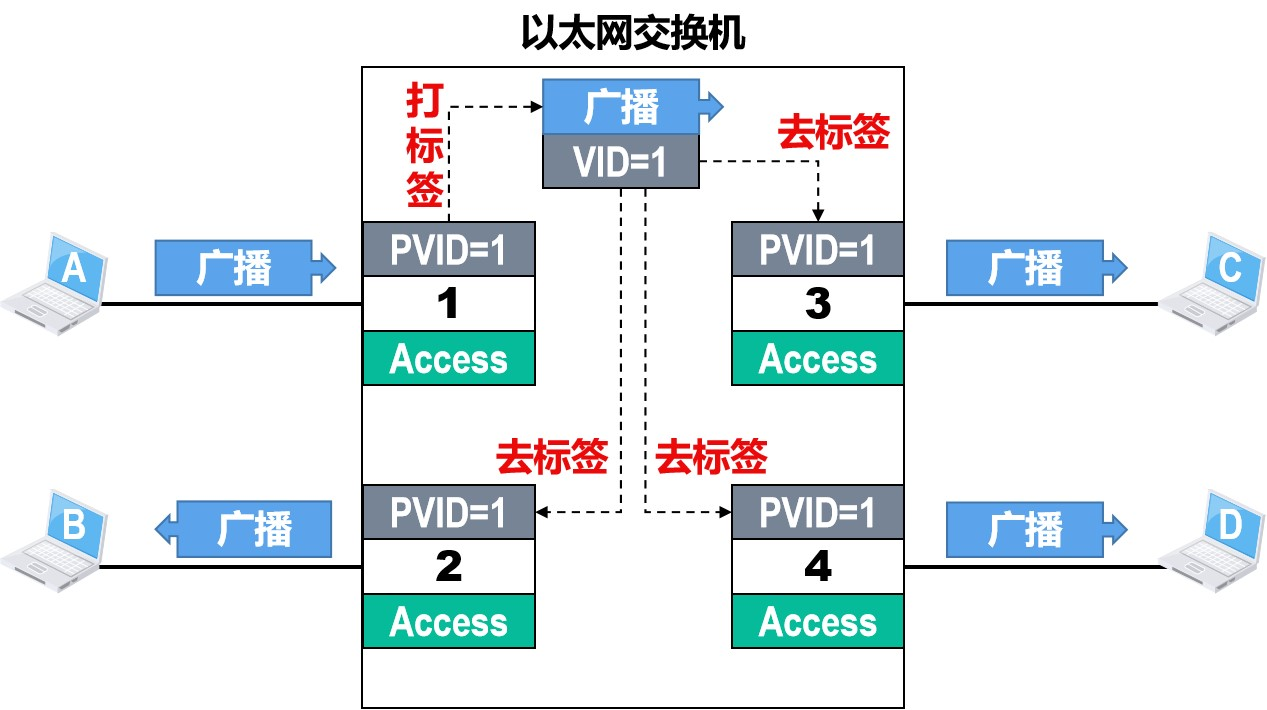 以太网交换机
打标签
广播
VID=1
去标签
A
广播
PVID=1
1
Access
PVID=1
3
Access
广播
C
去标签
去标签
B
广播
PVID=1
2
Access
PVID=1
4
Access
广播
D